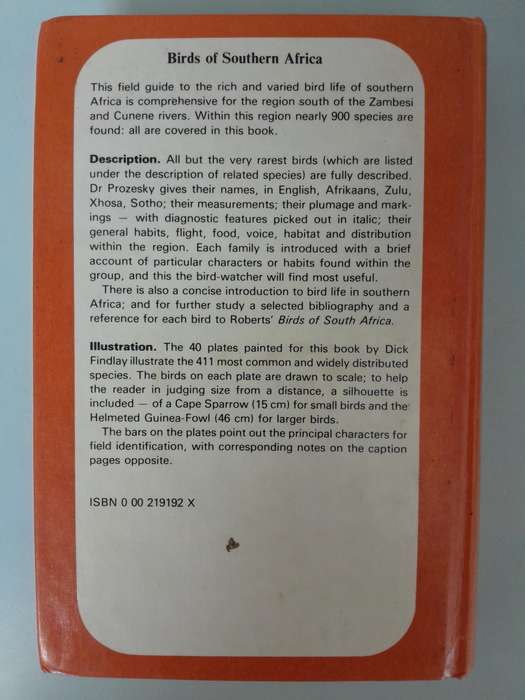 Birds of Southern Africa
This field guide to the rich and varied bird life of southern
Africa is comprehensive for the region south of the Zambesi
and Cunene rivers. Within this region nearly 900 species are
found: all are covered in this book.
Description. All but the very rarest birds (which are listed
under the description of related species) are fully described.
Dr Prozesky gives their names, in English, Afrikaans, Zulu,
Xhosa, Sotho; their measurements; their plumage and mark-
ings — with diagnostic features picked out in italic; their
general habits, flight, food, voice, habitat and distribution
within the region. Each family is introduced with a brief
account of particular characters or habits found within the
group, and this the bird-watcher will find most useful.
There is also a concise introduction to bird life in southern
Africa; and for further study a selected bibliography and a
reference for each bird to Roberts' Birds of South Africa.
Illustration. The 40 plates painted for this book by Dick
Findlay illustrate the 411 most common and widely distributed
species. The birds on each plate are drawn to scale; to help
the reader in judging size from a distance, a silhouette is
included — of a Cape Sparrow (15 cm) for small birds and the
Helmeted Guinea-Fowl (46 cm) for larger birds.
The bars on the plates point out the principal characters for
field identification, with corresponding notes on the caption
pages opposite.
ISBN 0 00 219192 X